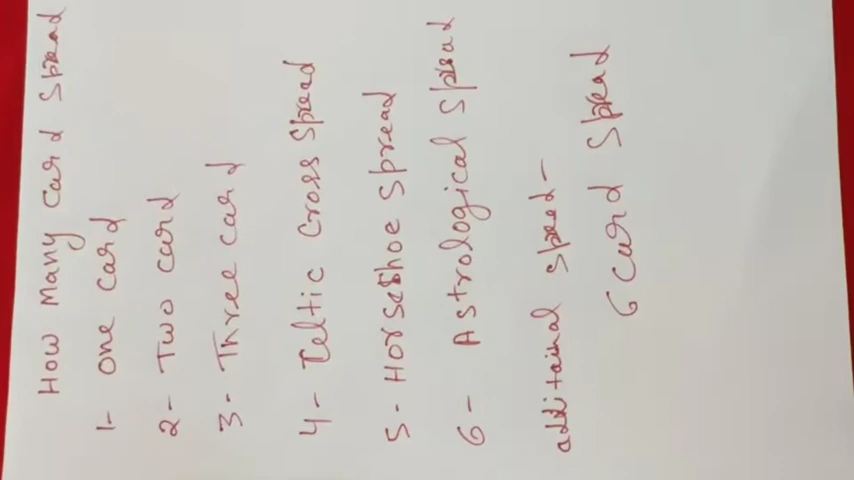 How Many Card Spread
1- one card
2- Two card
3- Three card
4- Celtic Cross Spread
5- Horseshoe Spread
6- Astrological Spread
additainal spread-
6 Card Spread